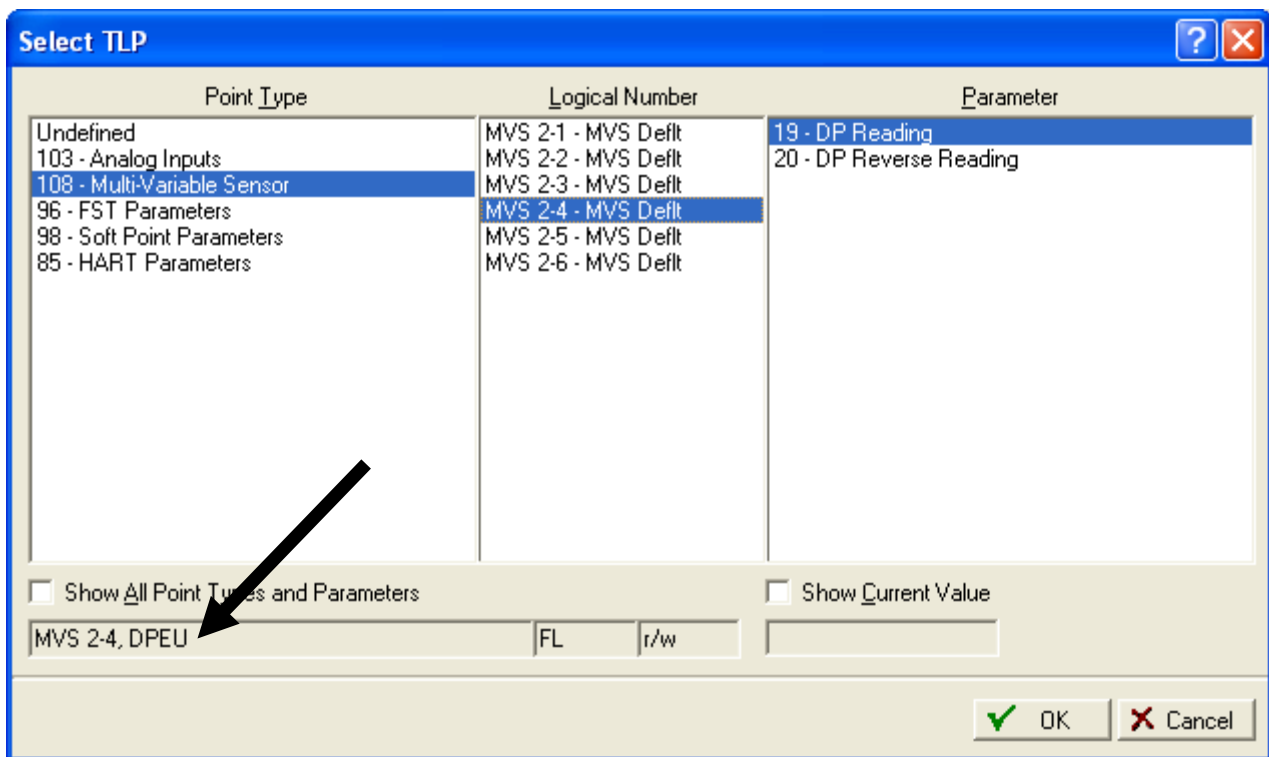 Select TLP
Point Type
Logical Number
Parameter
Undefined
103 - Analog Inputs
108 - Multi-Variable Sensor
96 - FST Parameters
98 - Soft Point Parameters
85 - HART Parameters
MVS 2-1 - MVS Deflt
MVS 2-2 - MVS Deflt
MVS 2-3 - MVS Deflt
MVS 2-4 - MVS Deflt
MVS 2-5 - MVS Deflt
MVS 2-6 - MVS Deflt
19 - DP Reading
20 - DP Reverse Reading
Show All Point Types and Parameters
Show Current Value
MVS 2-4, DPEU
FL
r/w
OK
Cancel